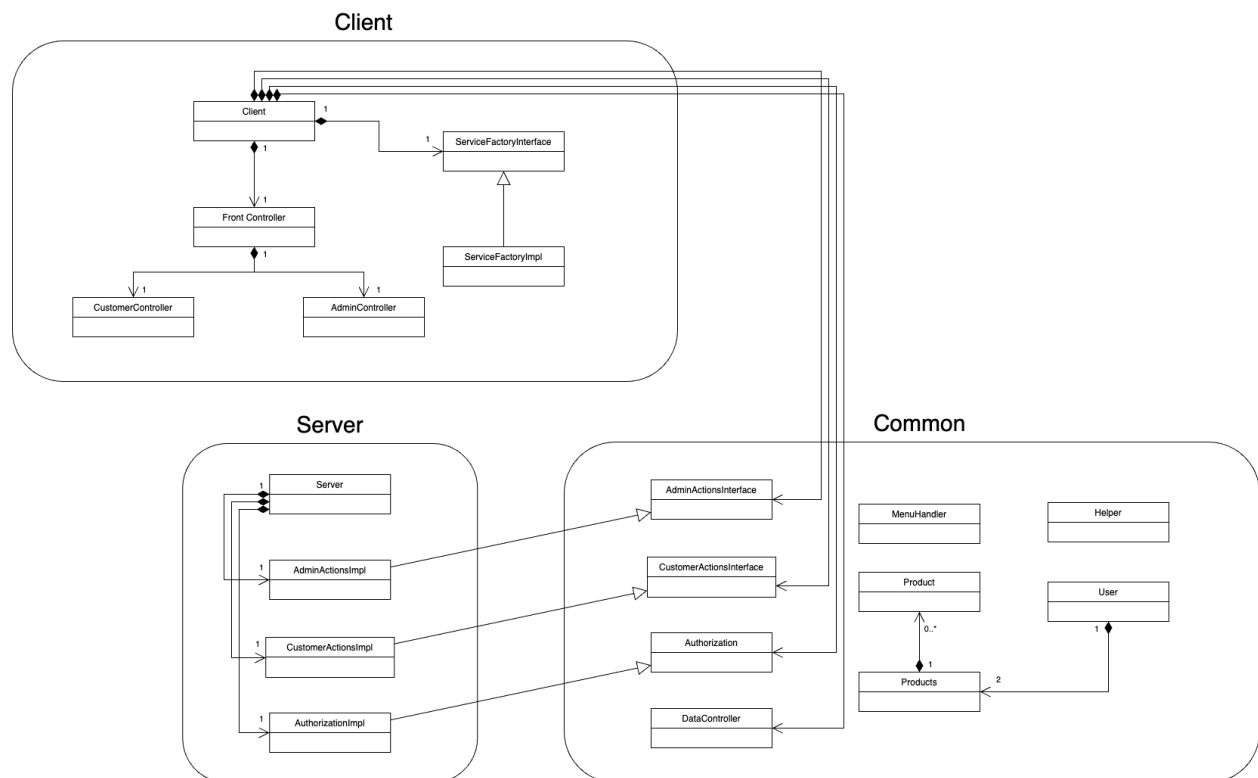 Client
Client
1
1
ServiceFactoryInterface
1
1
Front Controller
1
ServiceFactoryImpl
1
1
CustomerController
AdminController
Server
Common
1
Server
AdminActionsInterface
MenuHandler
Helper
1
AdminActionsImpl
CustomerActionsInterface
Product
User
0..*
1
1
CustomerActionsImpl
Authorization
1
Products
2
1
AuthorizationImpl
DataController